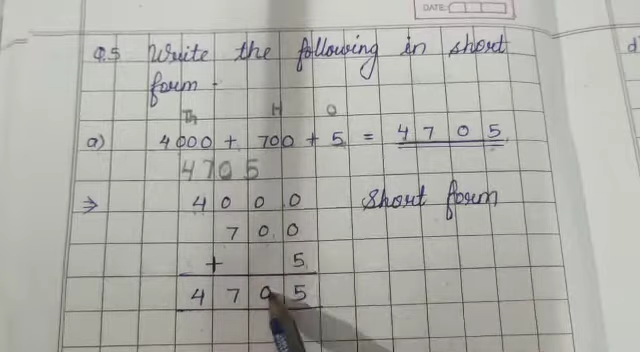 DATE:
Q.5 Write the following in short
form.
Th H O
a) 4000 + 700 + 5 = 4705
4705
⇒ 4000 Short form
700
+ 5
4705
d